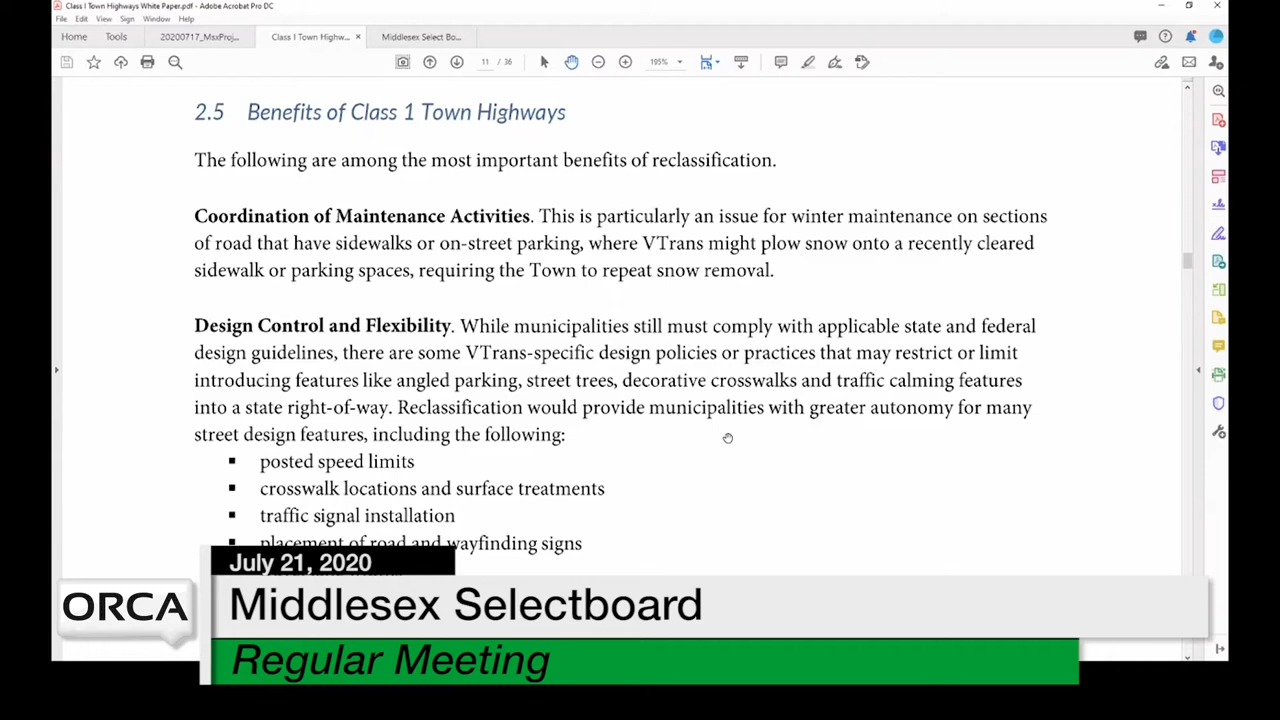 Class I Town Highways White Paper.pdf - Adobe Acrobat Pro DC
File Edit View Sign Window Help
Home Tools 20200717_MsxProj... Class I Town Highw... × Middlesex Select Bo...
11 / 36 195%
2.5 Benefits of Class 1 Town Highways
The following are among the most important benefits of reclassification.
Coordination of Maintenance Activities. This is particularly an issue for winter maintenance on sections
of road that have sidewalks or on-street parking, where VTrans might plow snow onto a recently cleared
sidewalk or parking spaces, requiring the Town to repeat snow removal.
Design Control and Flexibility. While municipalities still must comply with applicable state and federal
design guidelines, there are some VTrans-specific design policies or practices that may restrict or limit
introducing features like angled parking, street trees, decorative crosswalks and traffic calming features
into a state right-of-way. Reclassification would provide municipalities with greater autonomy for many
street design features, including the following:
▪ posted speed limits
▪ crosswalk locations and surface treatments
▪ traffic signal installation
▪ placement of road and wayfinding signs
July 21, 2020
ORCA
Middlesex Selectboard
Regular Meeting